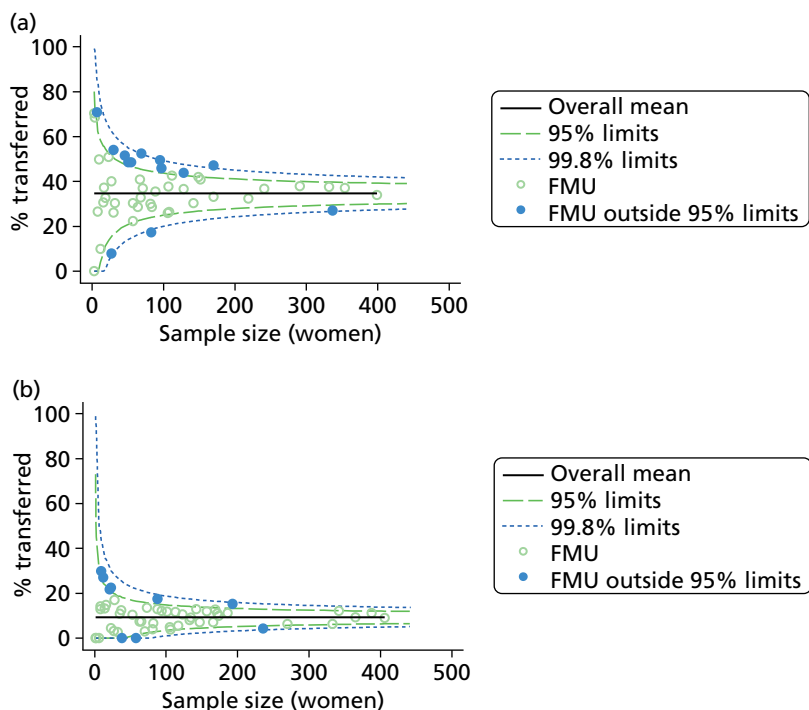 (a)
100
80
60
40
20
0
% transferred
0 100 200 300 400 500
Sample size (women)
Overall mean
95% limits
99.8% limits
FMU
FMU outside 95% limits
(b)
100
80
60
40
20
0
% transferred
0 100 200 300 400 500
Sample size (women)
Overall mean
95% limits
99.8% limits
FMU
FMU outside 95% limits